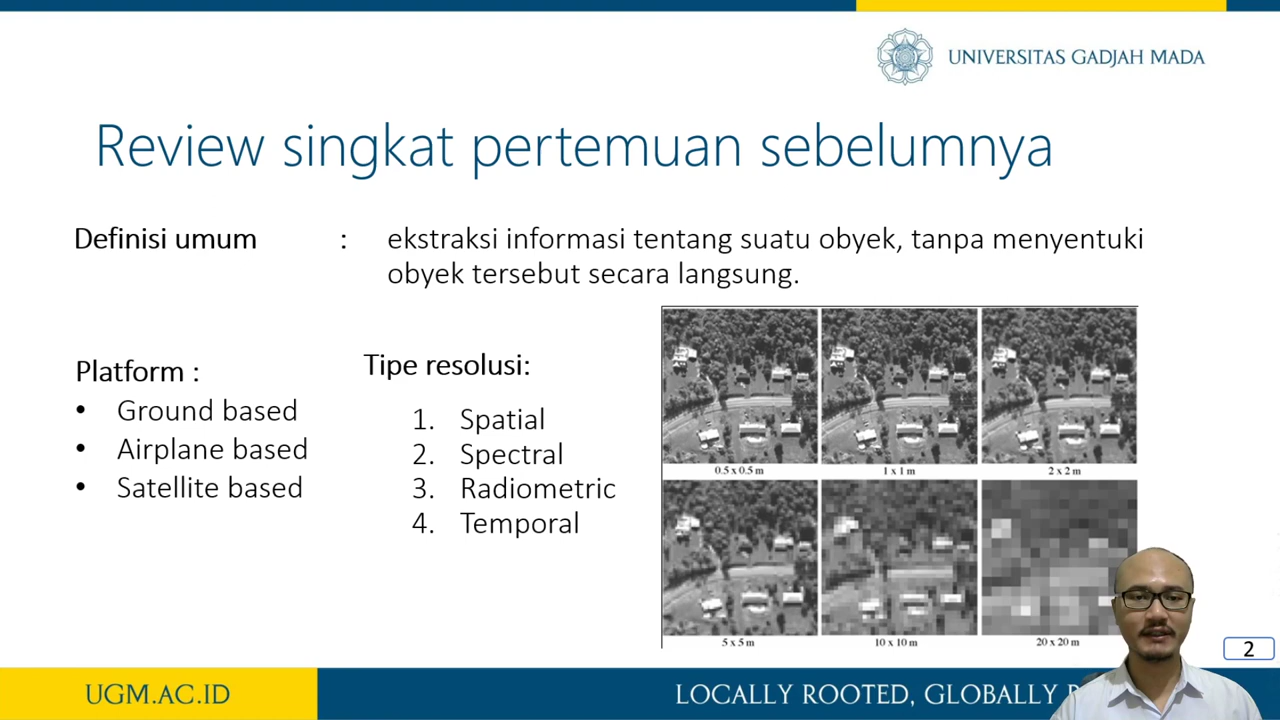 UNIVERSITAS GADJAH MADA
Review singkat pertemuan sebelumnya
Definisi umum : ekstraksi informasi tentang suatu obyek, tanpa menyentuki
obyek tersebut secara langsung.
Platform :
• Ground based
• Airplane based
• Satellite based
Tipe resolusi:
1. Spatial
2. Spectral
3. Radiometric
4. Temporal
0.5 x 0.5 m
1 x 1 m
2 x 2 m
5 x 5 m
10 x 10 m
20 x 20 m
2
UGM.AC.ID
LOCALLY ROOTED, GLOBALLY